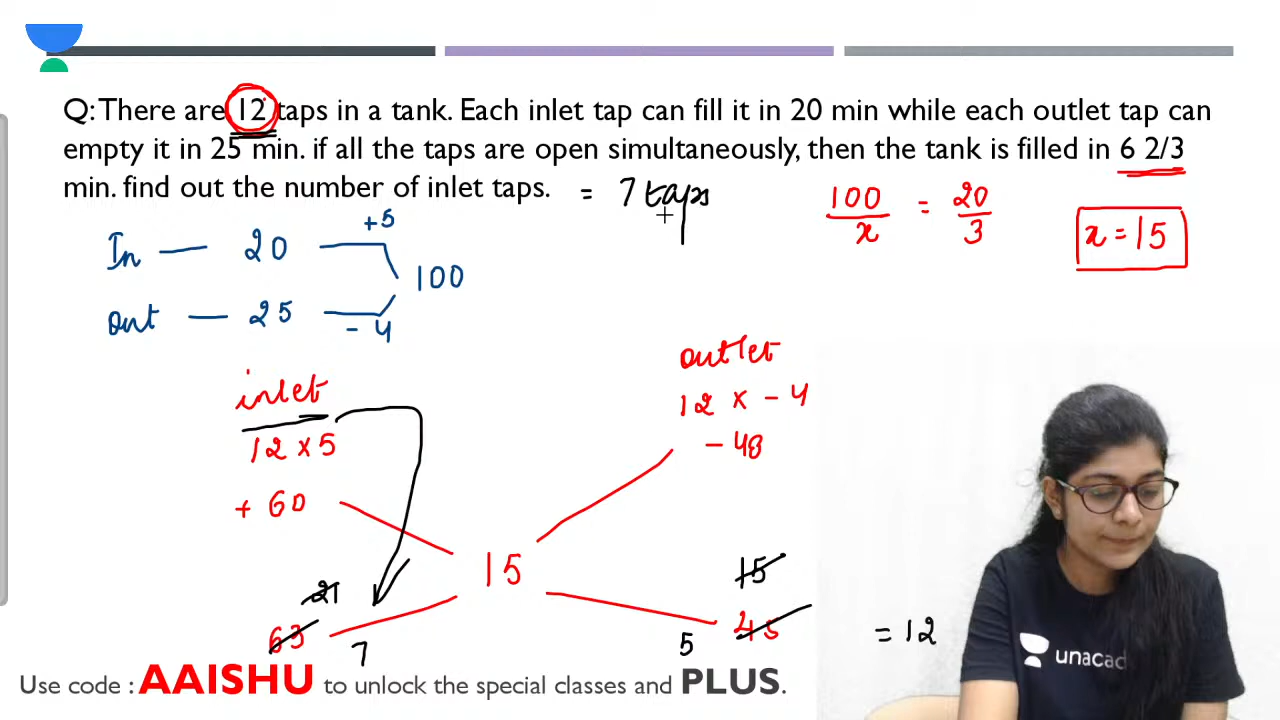 Q: There are 12 taps in a tank. Each inlet tap can fill it in 20 min while each outlet tap can
empty it in 25 min. if all the taps are open simultaneously, then the tank is filled in 6 2/3
min. find out the number of inlet taps. = 7 taps
100/x = 20/3
x = 15
In — 20 +5
100
out — 25 - 4
inlet
12 x 5
+ 60
outlet
12 x - 4
- 48
15
21
63
7
15
45
5
= 12
unacad
Use code : AAISHU to unlock the special classes and PLUS.